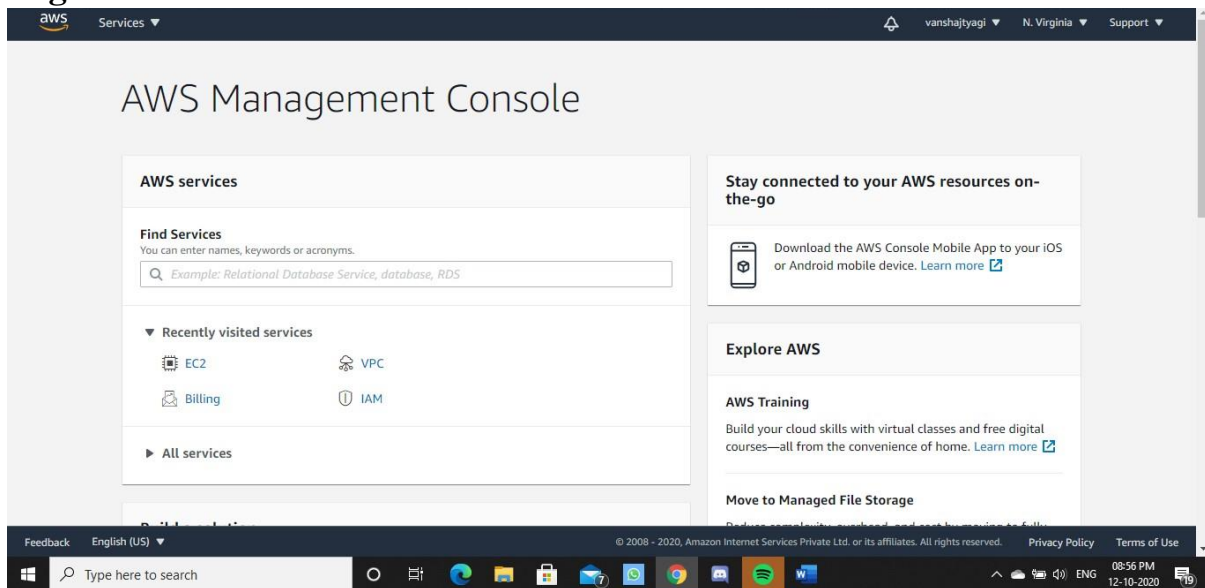 aws Services ▼ vanshajtyagi ▼ N. Virginia ▼ Support ▼
AWS Management Console
AWS services
Find Services
You can enter names, keywords or acronyms.
Example: Relational Database Service, database, RDS
▼ Recently visited services
EC2 VPC
Billing IAM
▶ All services
Stay connected to your AWS resources on-
the-go
Download the AWS Console Mobile App to your iOS
or Android mobile device. Learn more
Explore AWS
AWS Training
Build your cloud skills with virtual classes and free digital
courses—all from the convenience of home. Learn more
Move to Managed File Storage
Feedback English (US) ▼ © 2008 - 2020, Amazon Internet Services Private Ltd. or its affiliates. All rights reserved. Privacy Policy Terms of Use
Type here to search 7 W ENG 08:56 PM
12-10-2020 19